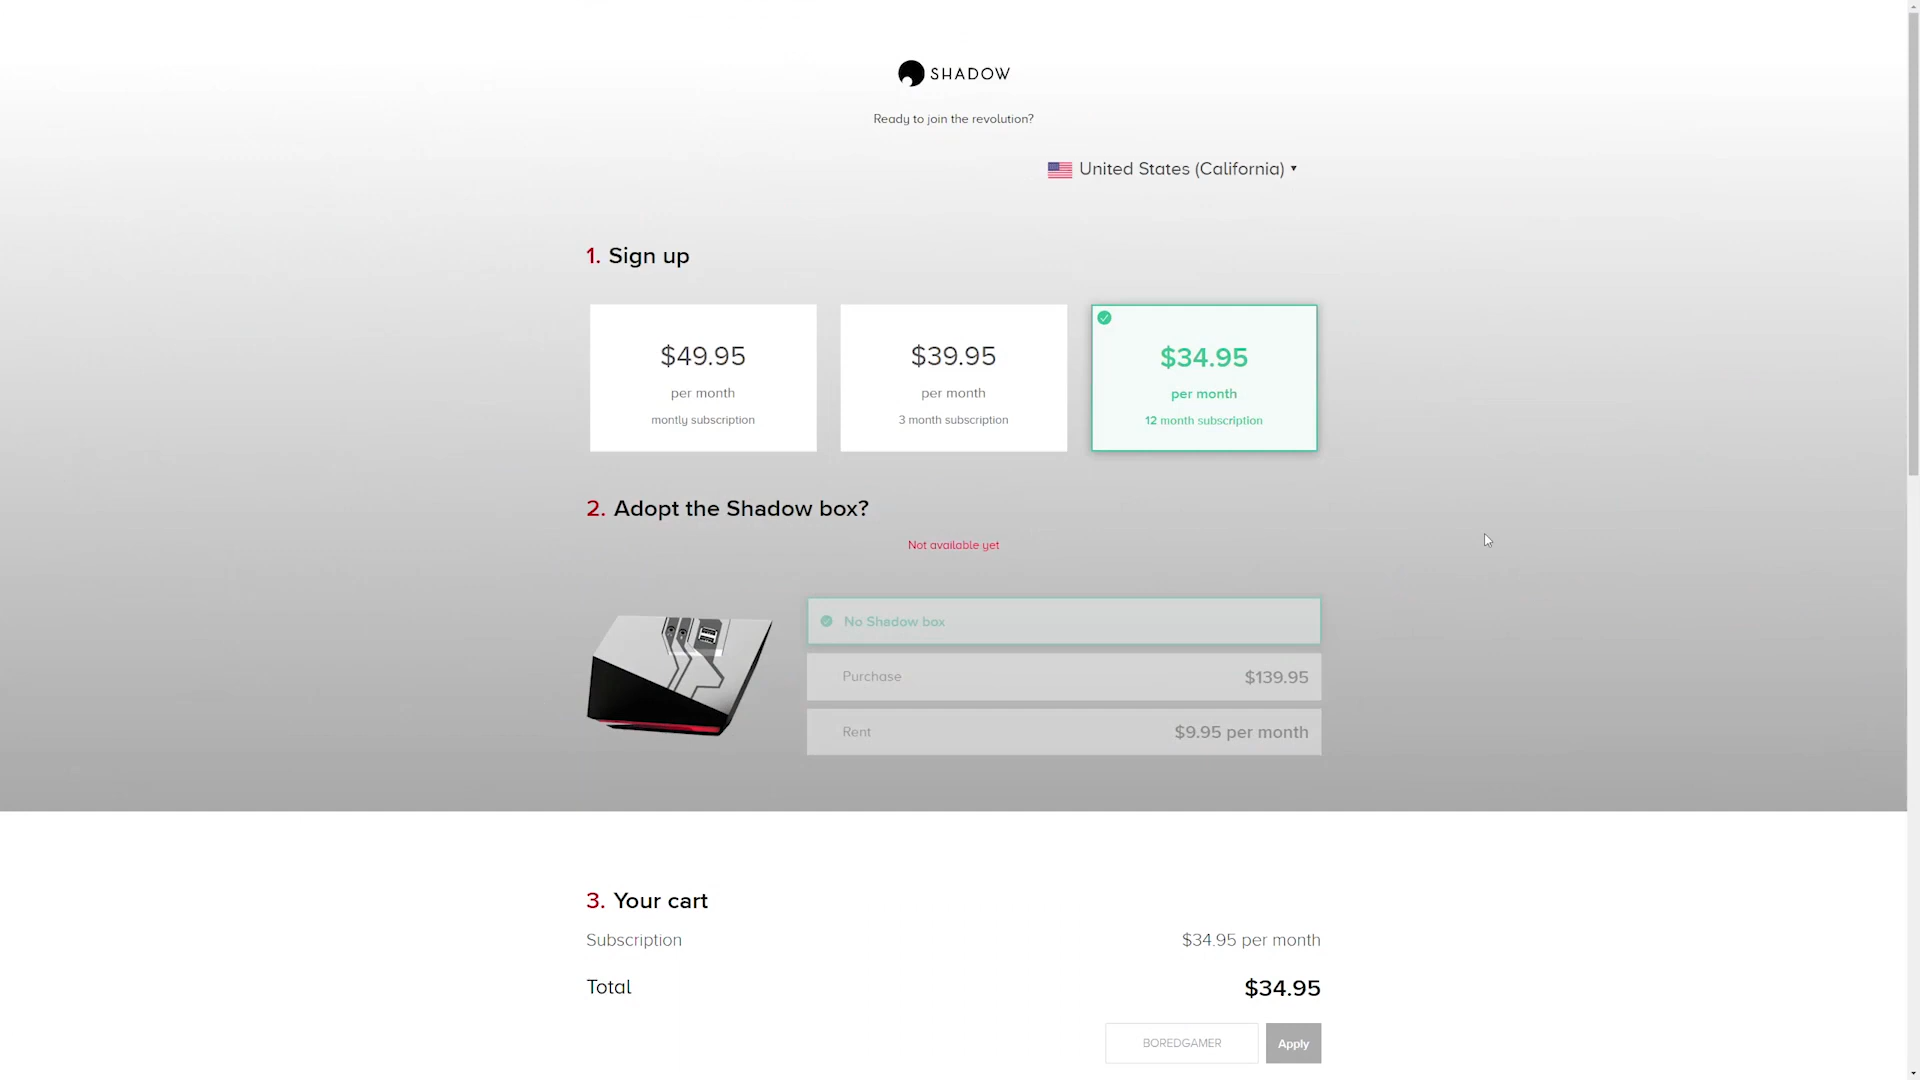 SHADOW
Ready to join the revolution?
United States (California)
1. Sign up
$49.95
per month
montly subscription
$39.95
per month
3 month subscription
$34.95
per month
12 month subscription
2. Adopt the Shadow box?
Not available yet
No Shadow box
Purchase $139.95
Rent $9.95 per month
3. Your cart
Subscription $34.95 per month
Total $34.95
BOREDGAMER Apply